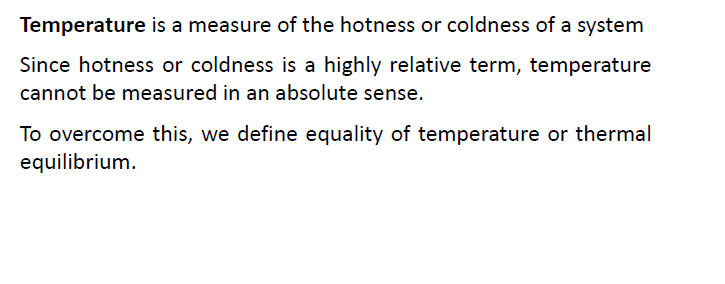 Temperature is a measure of the hotness or coldness of a system
Since hotness or coldness is a highly relative term, temperature
cannot be measured in an absolute sense.
To overcome this, we define equality of temperature or thermal
equilibrium.